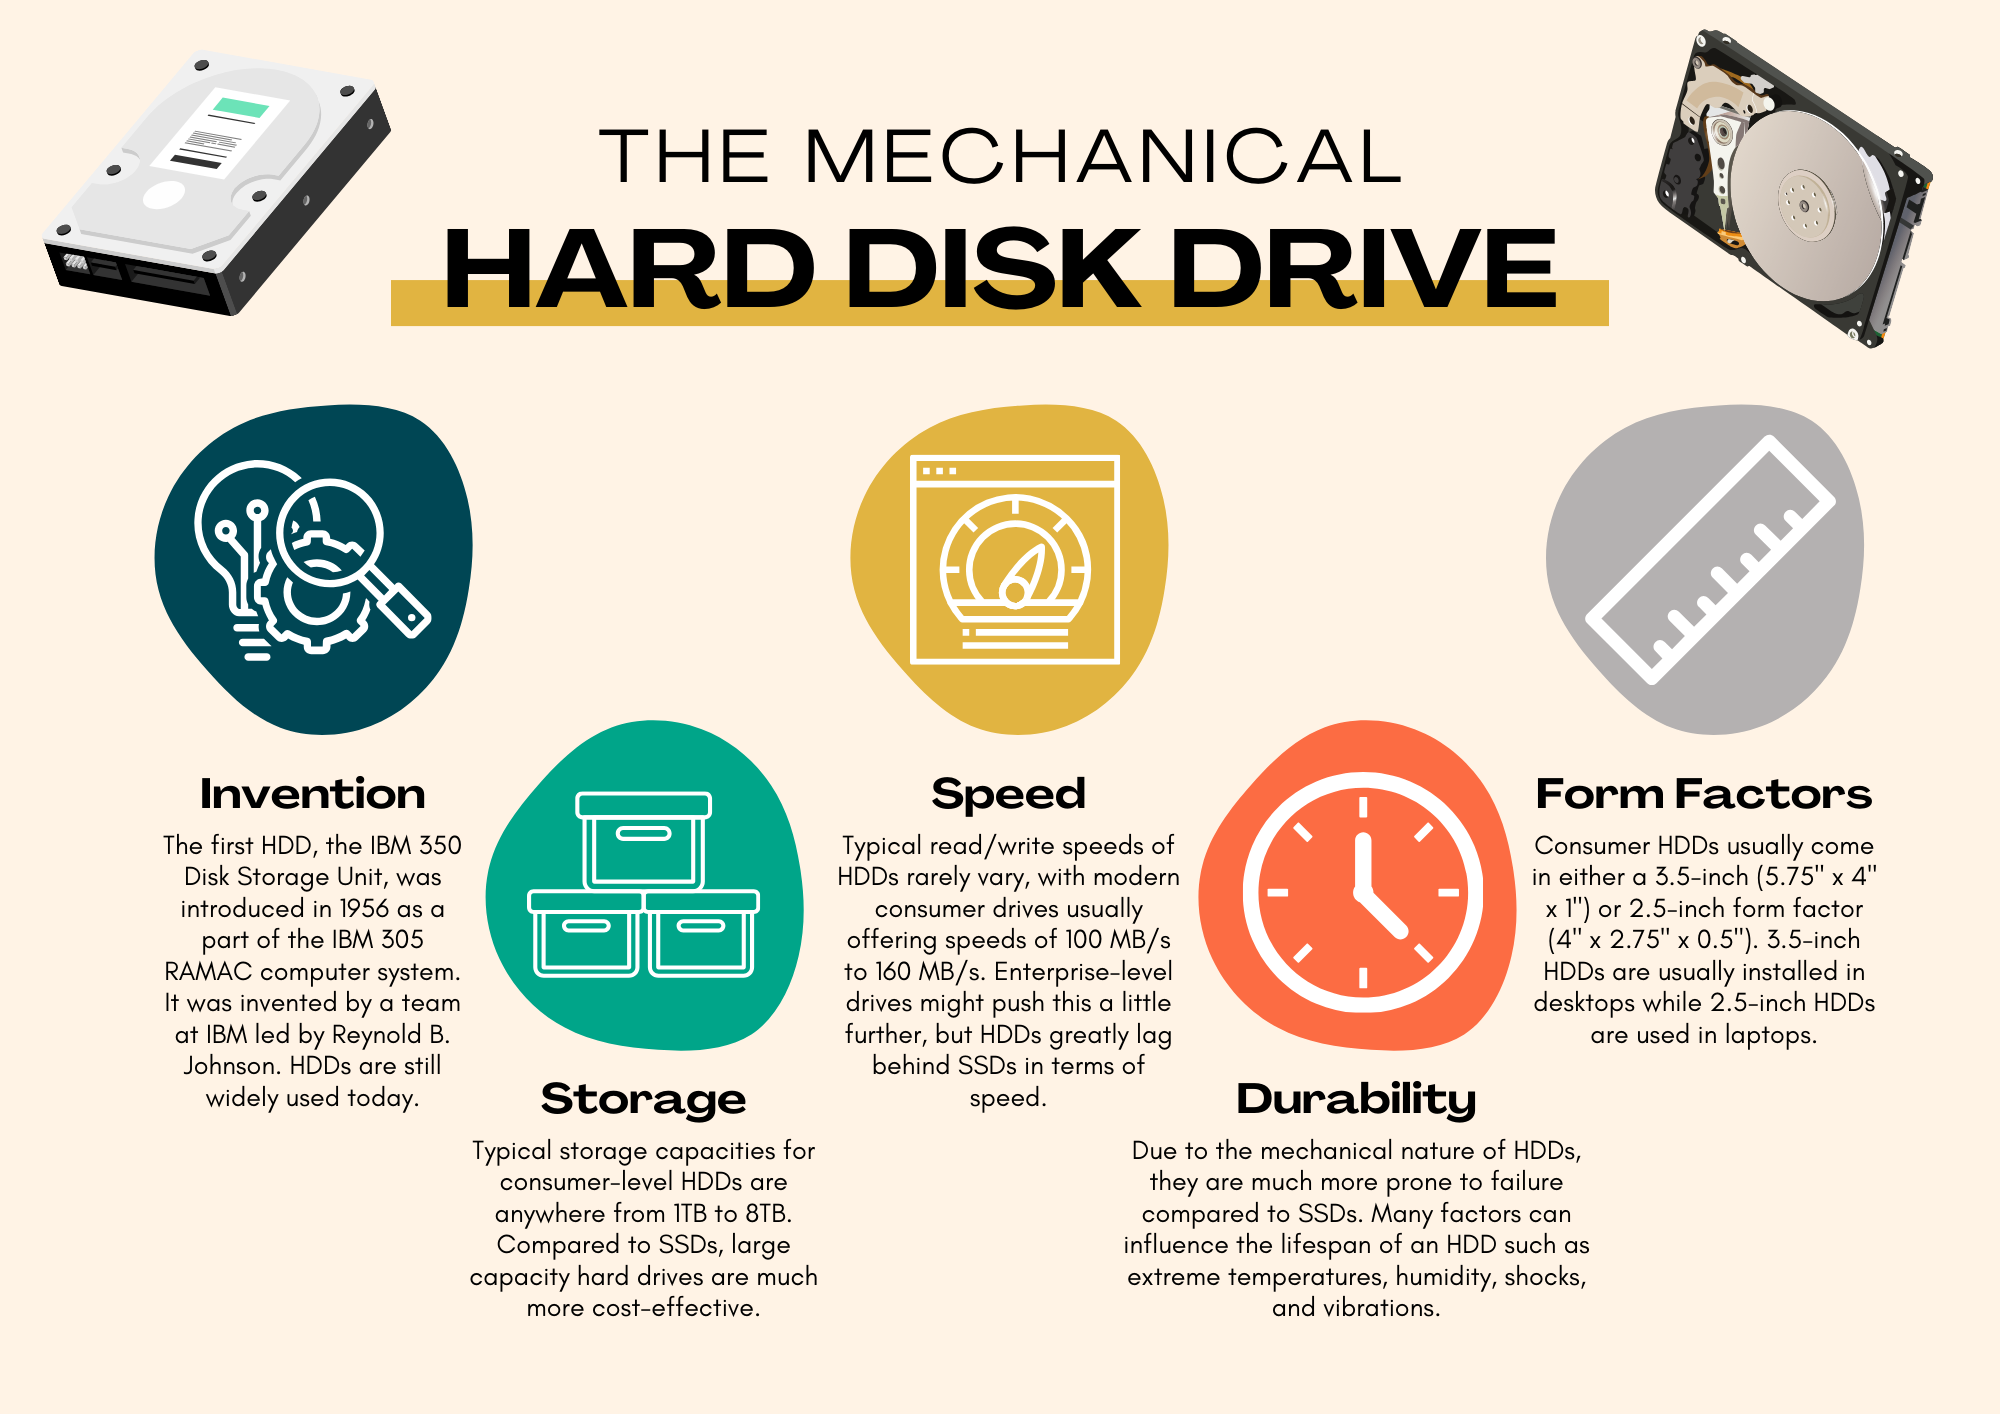 THE MECHANICAL
HARD DISK DRIVE
Invention
The first HDD, the IBM 350
Disk Storage Unit, was
introduced in 1956 as a
part of the IBM 305
RAMAC computer system.
It was invented by a team
at IBM led by Reynold B.
Johnson. HDDs are still
widely used today.
Storage
Typical storage capacities for
consumer-level HDDs are
anywhere from 1TB to 8TB.
Compared to SSDs, large
capacity hard drives are much
more cost-effective.
Speed
Typical read/write speeds of
HDDs rarely vary, with modern
consumer drives usually
offering speeds of 100 MB/s
to 160 MB/s. Enterprise-level
drives might push this a little
further, but HDDs greatly lag
behind SSDs in terms of
speed.
Durability
Due to the mechanical nature of HDDs,
they are much more prone to failure
compared to SSDs. Many factors can
influence the lifespan of an HDD such as
extreme temperatures, humidity, shocks,
and vibrations.
Form Factors
Consumer HDDs usually come
in either a 3.5-inch (5.75" x 4"
x 1") or 2.5-inch form factor
(4" x 2.75" x 0.5"). 3.5-inch
HDDs are usually installed in
desktops while 2.5-inch HDDs
are used in laptops.